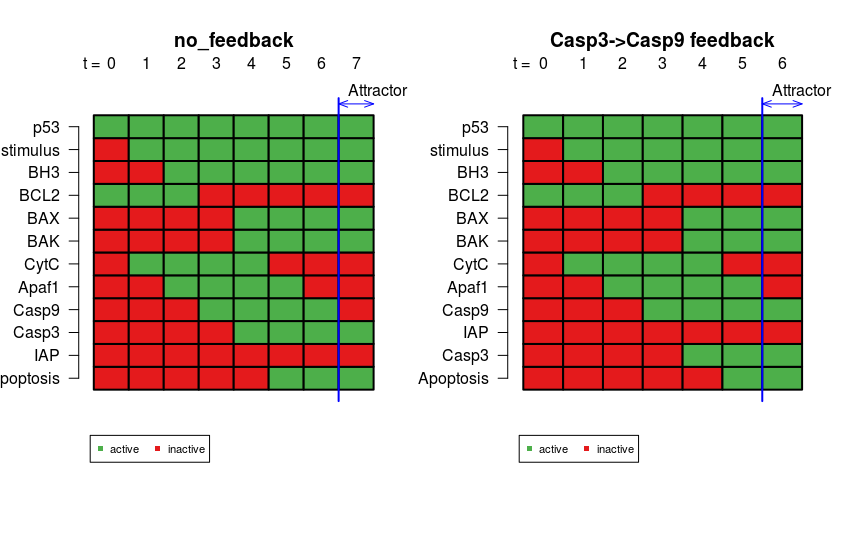 no_feedback
t = 0 1 2 3 4 5 6 7
Attractor
p53
stimulus
BH3
BCL2
BAX
BAK
CytC
Apaf1
Casp9
Casp3
IAP
poptosis
active inactive
Casp3->Casp9 feedback
t = 0 1 2 3 4 5 6
Attractor
p53
stimulus
BH3
BCL2
BAX
BAK
CytC
Apaf1
Casp9
IAP
Casp3
Apoptosis
active inactive